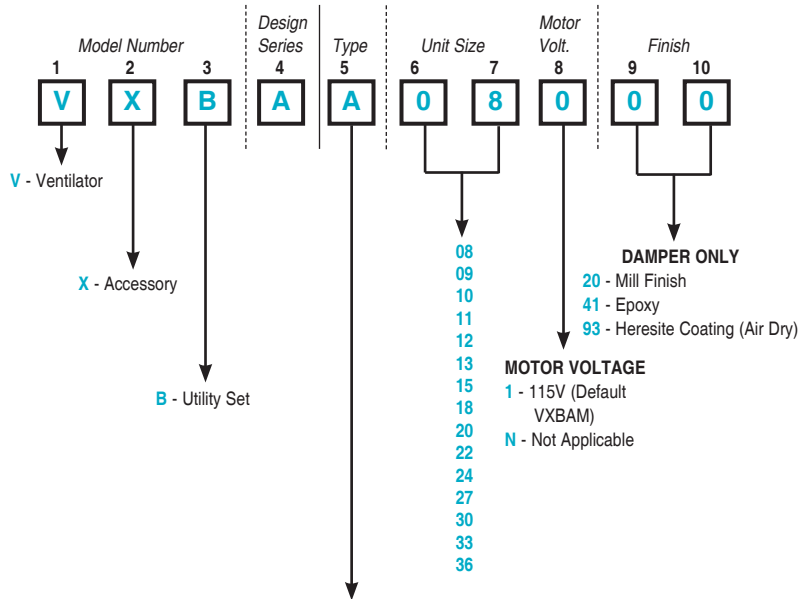 Model Number
Design Series
Type
Unit Size
Motor Volt.
Finish
1 2 3 4 5 6 7 8 9 10
V X B A A 0 8 0 0 0
V - Ventilator
X - Accessory
B - Utility Set
08
09
10
11
12
13
15
18
20
22
24
27
30
33
36
MOTOR VOLTAGE
1 - 115V (Default
VXBAM)
N - Not Applicable
DAMPER ONLY
20 - Mill Finish
41 - Epoxy
93 - Heresite Coating (Air Dry)